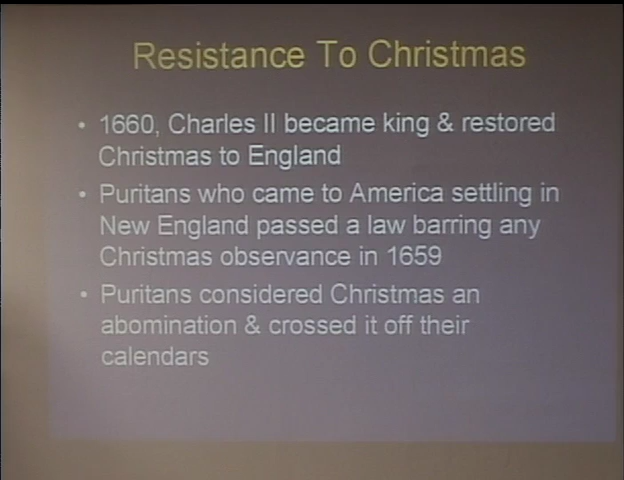 Resistance To Christmas
• 1660, Charles II became king & restored
Christmas to England
• Puritans who came to America settling in
New England passed a law barring any
Christmas observance in 1659
• Puritans considered Christmas an
abomination & crossed it off their
calendars